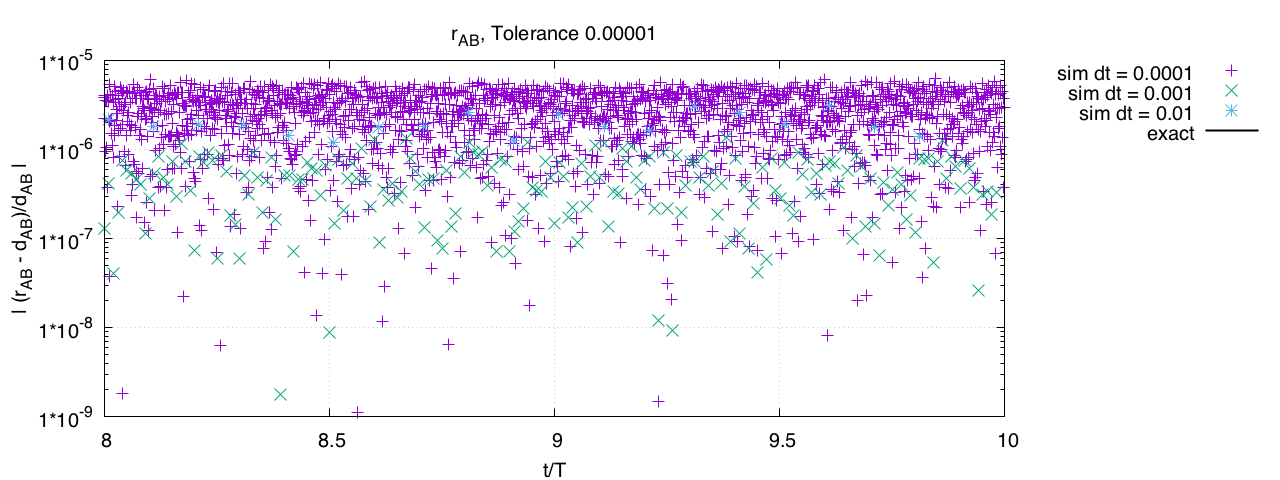 r_AB, Tolerance 0.00001
sim dt = 0.0001
sim dt = 0.001
sim dt = 0.01
exact
| (r_AB - d_AB)/d_AB |
1*10^-5
1*10^-6
1*10^-7
1*10^-8
1*10^-9
8
8.5
9
9.5
10
t/T